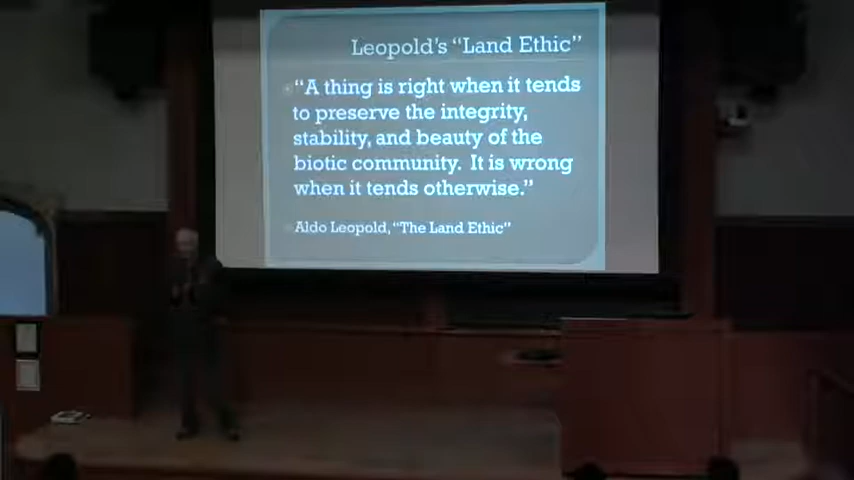 Leopold's "Land Ethic"
"A thing is right when it tends
to preserve the integrity,
stability, and beauty of the
biotic community. It is wrong
when it tends otherwise."
Aldo Leopold, "The Land Ethic"